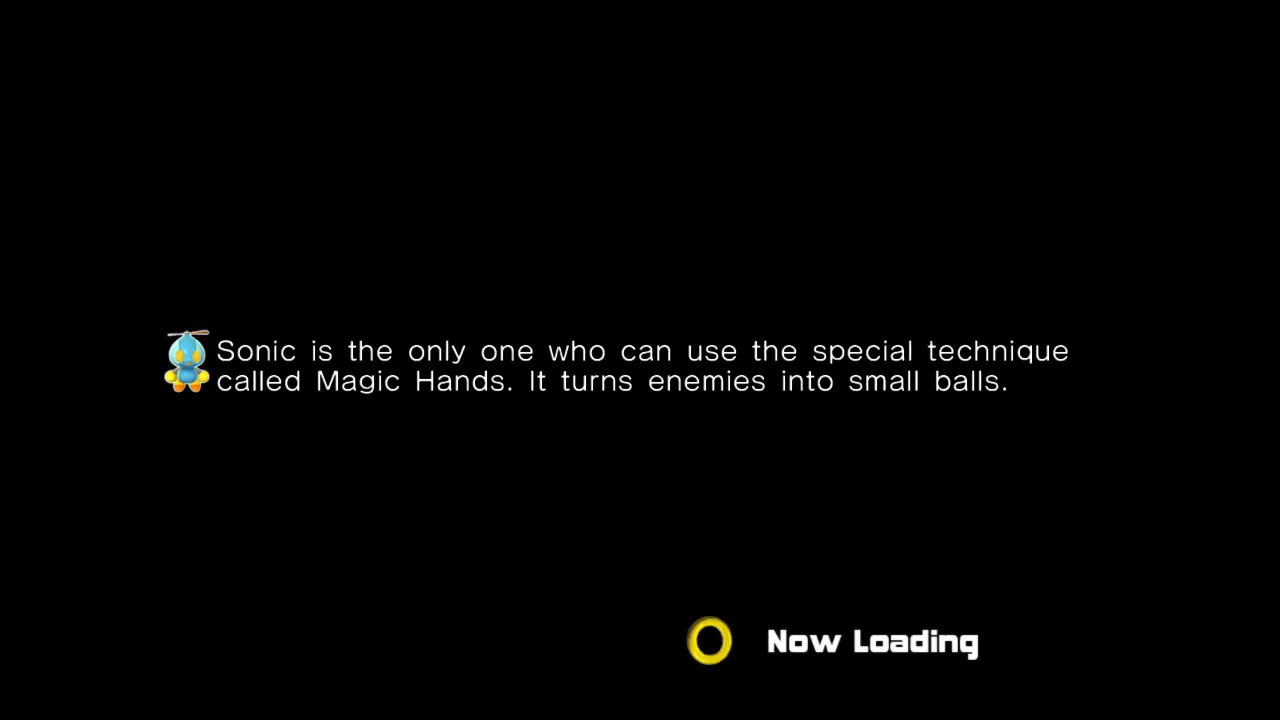 Sonic is the only one who can use the special technique
called Magic Hands. It turns enemies into small balls.
Now Loading